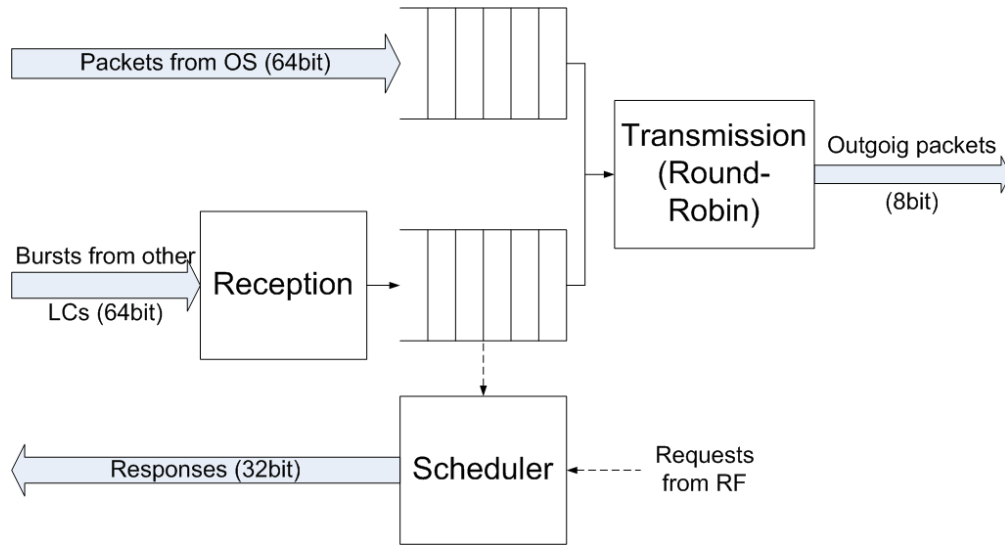 Packets from OS (64bit)
Transmission
(Round-
Robin)
Outgoig packets
(8bit)
Bursts from other
LCs (64bit)
Reception
Responses (32bit)
Scheduler
Requests
from RF